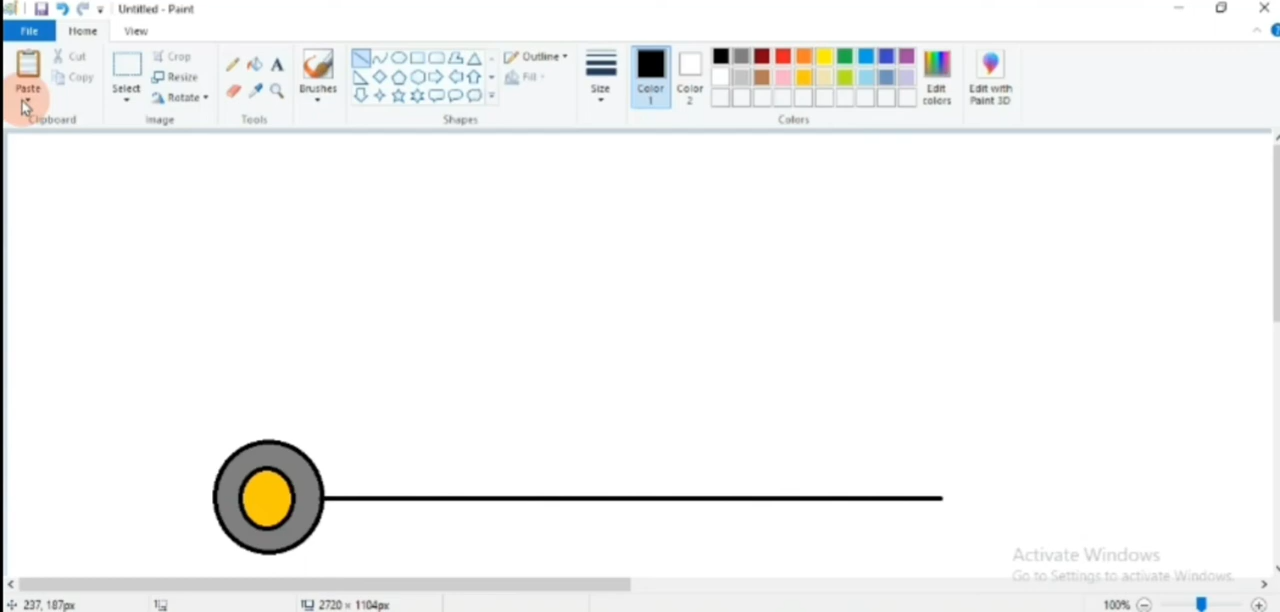 Untitled - Paint
File Home View
Paste
Cut
Copy
Clipboard
Select
Crop
Resize
Rotate
Image
Tools
Brushes
Outline
Fill
Shapes
Size
Color 1
Color 2
Edit colors
Colors
Edit with Paint 3D
Activate Windows
Go to Settings to activate Windows.
237, 187px
2720 × 1104px
100%